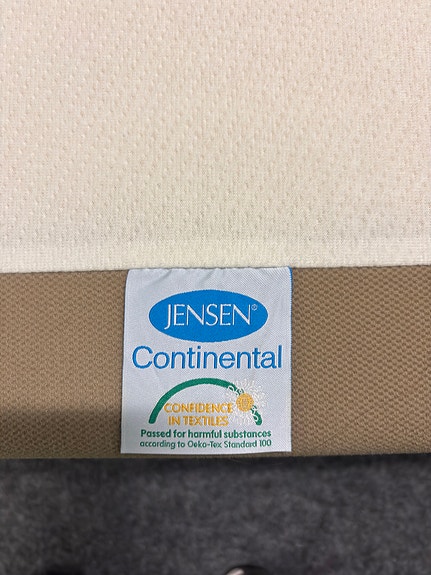 JENSEN®
Continental
CONFIDENCE
IN TEXTILES
Passed for harmful substances
according to Oeko-Tex Standard 100